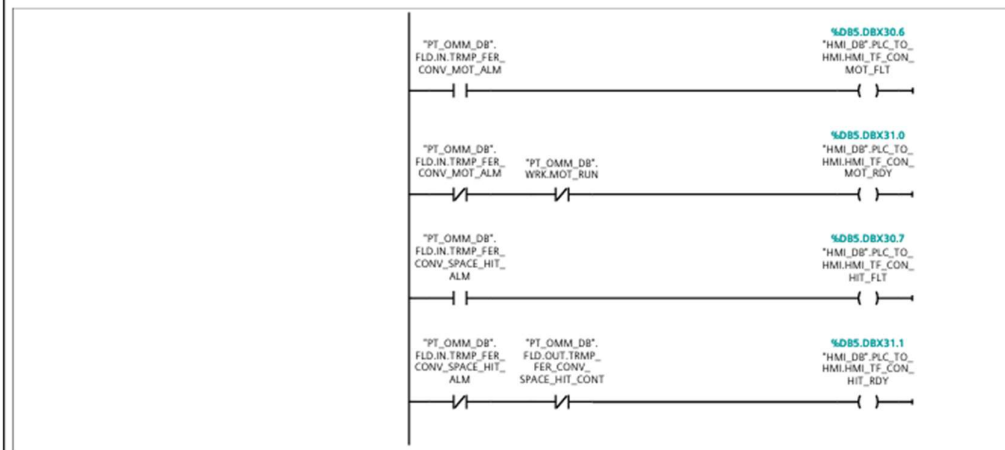 %DB5.DBX30.6
"PT_OMM_DB".
FLD.IN.TRMP_FER_
CONV_MOT_ALM
"HMI_DB".PLC_TO_
HMI.HMI_TF_CON_
MOT_FLT
%DB5.DBX31.0
"PT_OMM_DB".
FLD.IN.TRMP_FER_
CONV_MOT_ALM
"PT_OMM_DB".
WRK.MOT_RUN
"HMI_DB".PLC_TO_
HMI.HMI_TF_CON_
MOT_RDY
%DB5.DBX30.7
"PT_OMM_DB".
FLD.IN.TRMP_FER_
CONV_SPACE_HIT_
ALM
"HMI_DB".PLC_TO_
HMI.HMI_TF_CON_
HIT_FLT
%DB5.DBX31.1
"PT_OMM_DB".
FLD.IN.TRMP_FER_
CONV_SPACE_HIT_
ALM
"PT_OMM_DB".
FLD.OUT.TRMP_
FER_CONV_
SPACE_HIT_CONT
"HMI_DB".PLC_TO_
HMI.HMI_TF_CON_
HIT_RDY